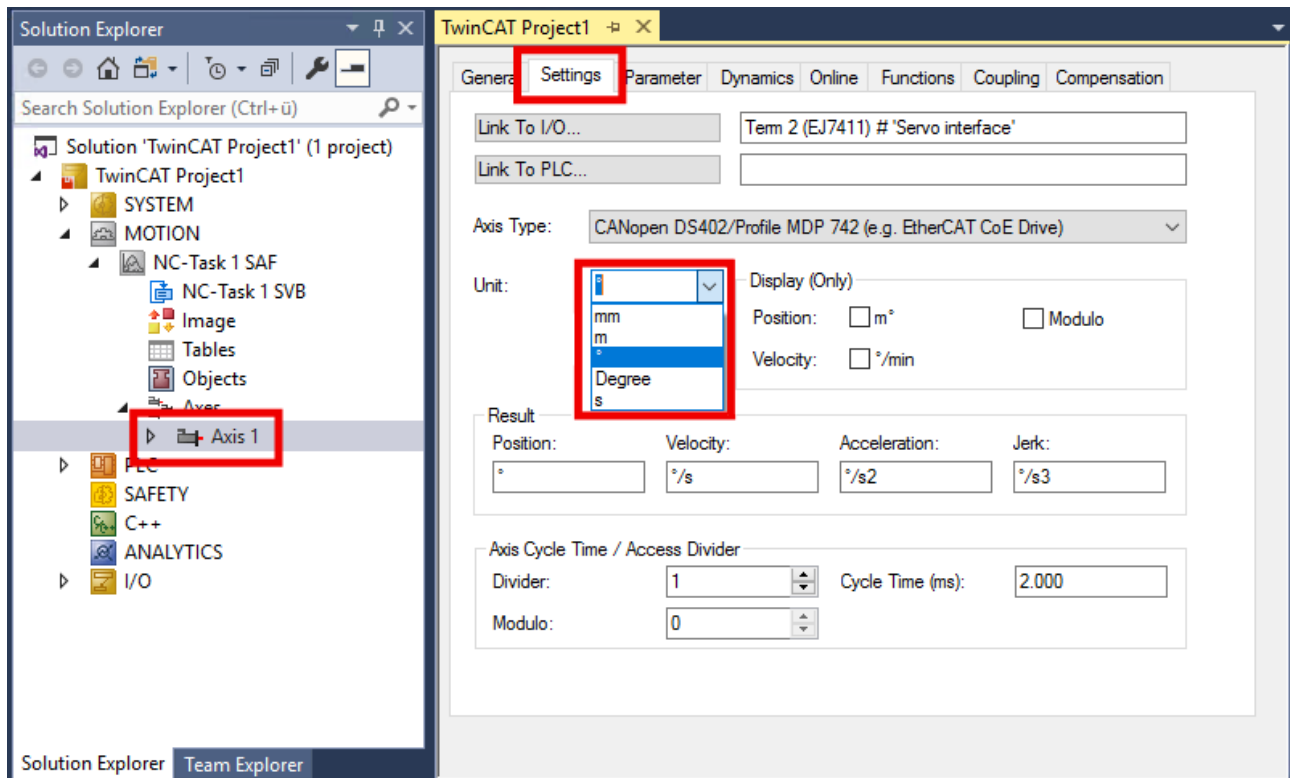 Solution Explorer
Search Solution Explorer (Ctrl+ü)
Solution 'TwinCAT Project1' (1 project)
TwinCAT Project1
SYSTEM
MOTION
NC-Task 1 SAF
NC-Task 1 SVB
Image
Tables
Objects
Axes
Axis 1
PLC
SAFETY
C++
ANALYTICS
I/O
Solution Explorer Team Explorer
TwinCAT Project1
General Settings Parameter Dynamics Online Functions Coupling Compensation
Link To I/O... Term 2 (EJ7411) # "Servo interface"
Link To PLC...
Axis Type: CANopen DS402/Profile MDP 742 (e.g. EtherCAT CoE Drive)
Unit: °
mm
m
°
Degree
s
Display (Only)
Position: m° Modulo
Velocity: °/min
Result
Position: Velocity: Acceleration: Jerk:
° °/s °/s2 °/s3
Axis Cycle Time / Access Divider
Divider: 1 Cycle Time (ms): 2.000
Modulo: 0